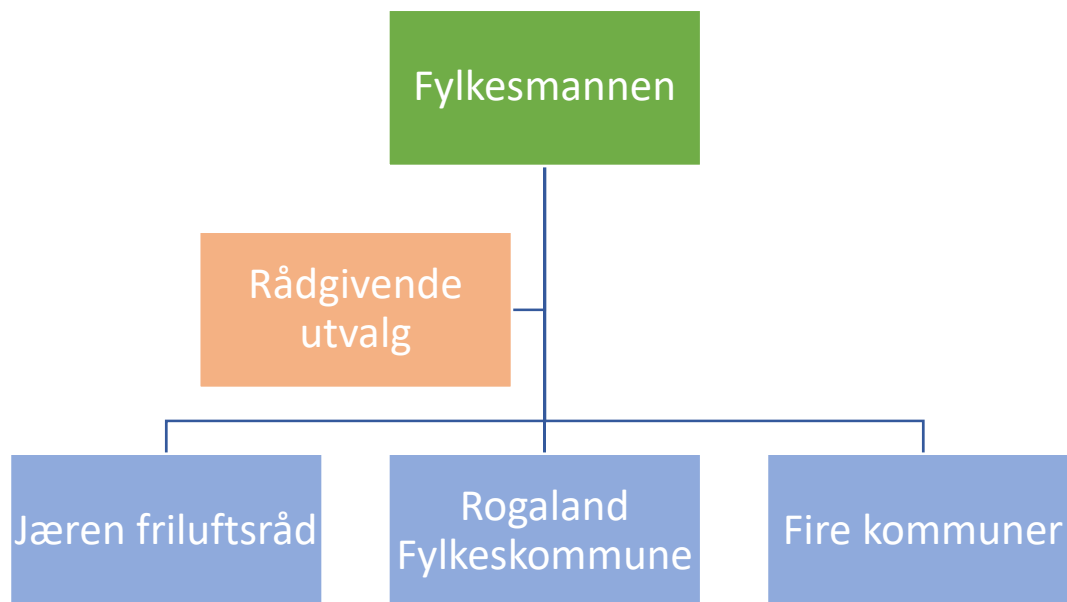 Fylkesmannen
Rådgivende
utvalg
Jæren friluftsråd
Rogaland
Fylkeskommune
Fire kommuner